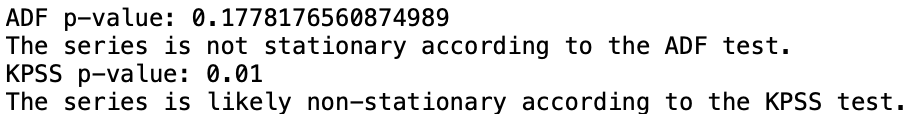 ADF p-value: 0.1778176560874989
The series is not stationary according to the ADF test.
KPSS p-value: 0.01
The series is likely non-stationary according to the KPSS test.